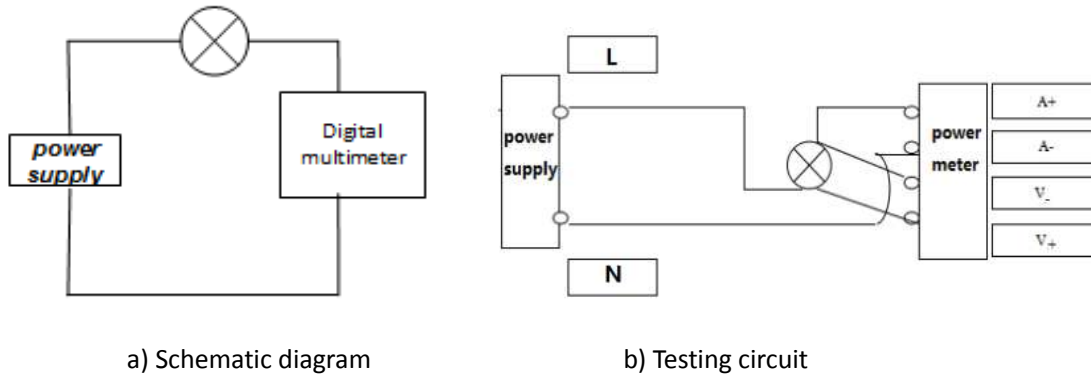 power
supply
Digital
multimeter
L
power
supply
N
power
meter
A+
A-
V-
V+
a) Schematic diagram
b) Testing circuit